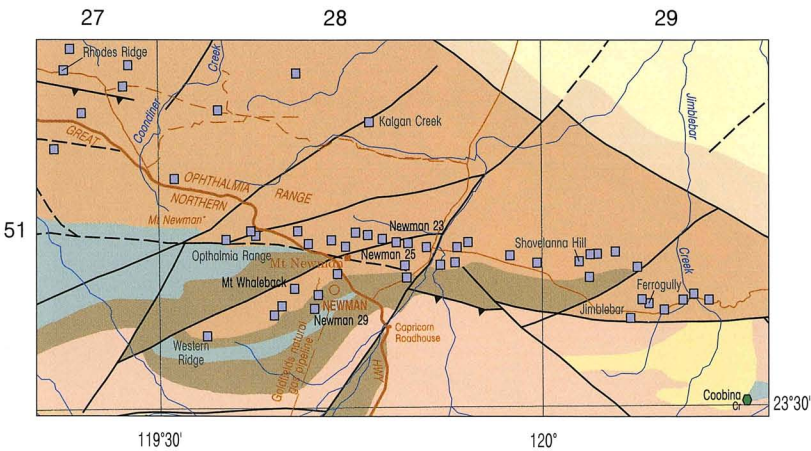 27 28 29
Rhodes Ridge
Creek
Coondiner
Jimblebar
Kalgan Creek
GREAT
OPHTHALMIA RANGE
NORTHERN
Mt Newman
51
Newman 23
Opthalmia Range
Newman 25
Shovelanna Hill
Mt Newman
Creek
Mt Whaleback
Ferrogully
NEWMAN
Newman 29
Jimblebar
Western
Ridge
Goldfields natural
gas pipeline
Capricorn
Roadhouse
HWY
Coobina
Cr
23°30'
119°30' 120°